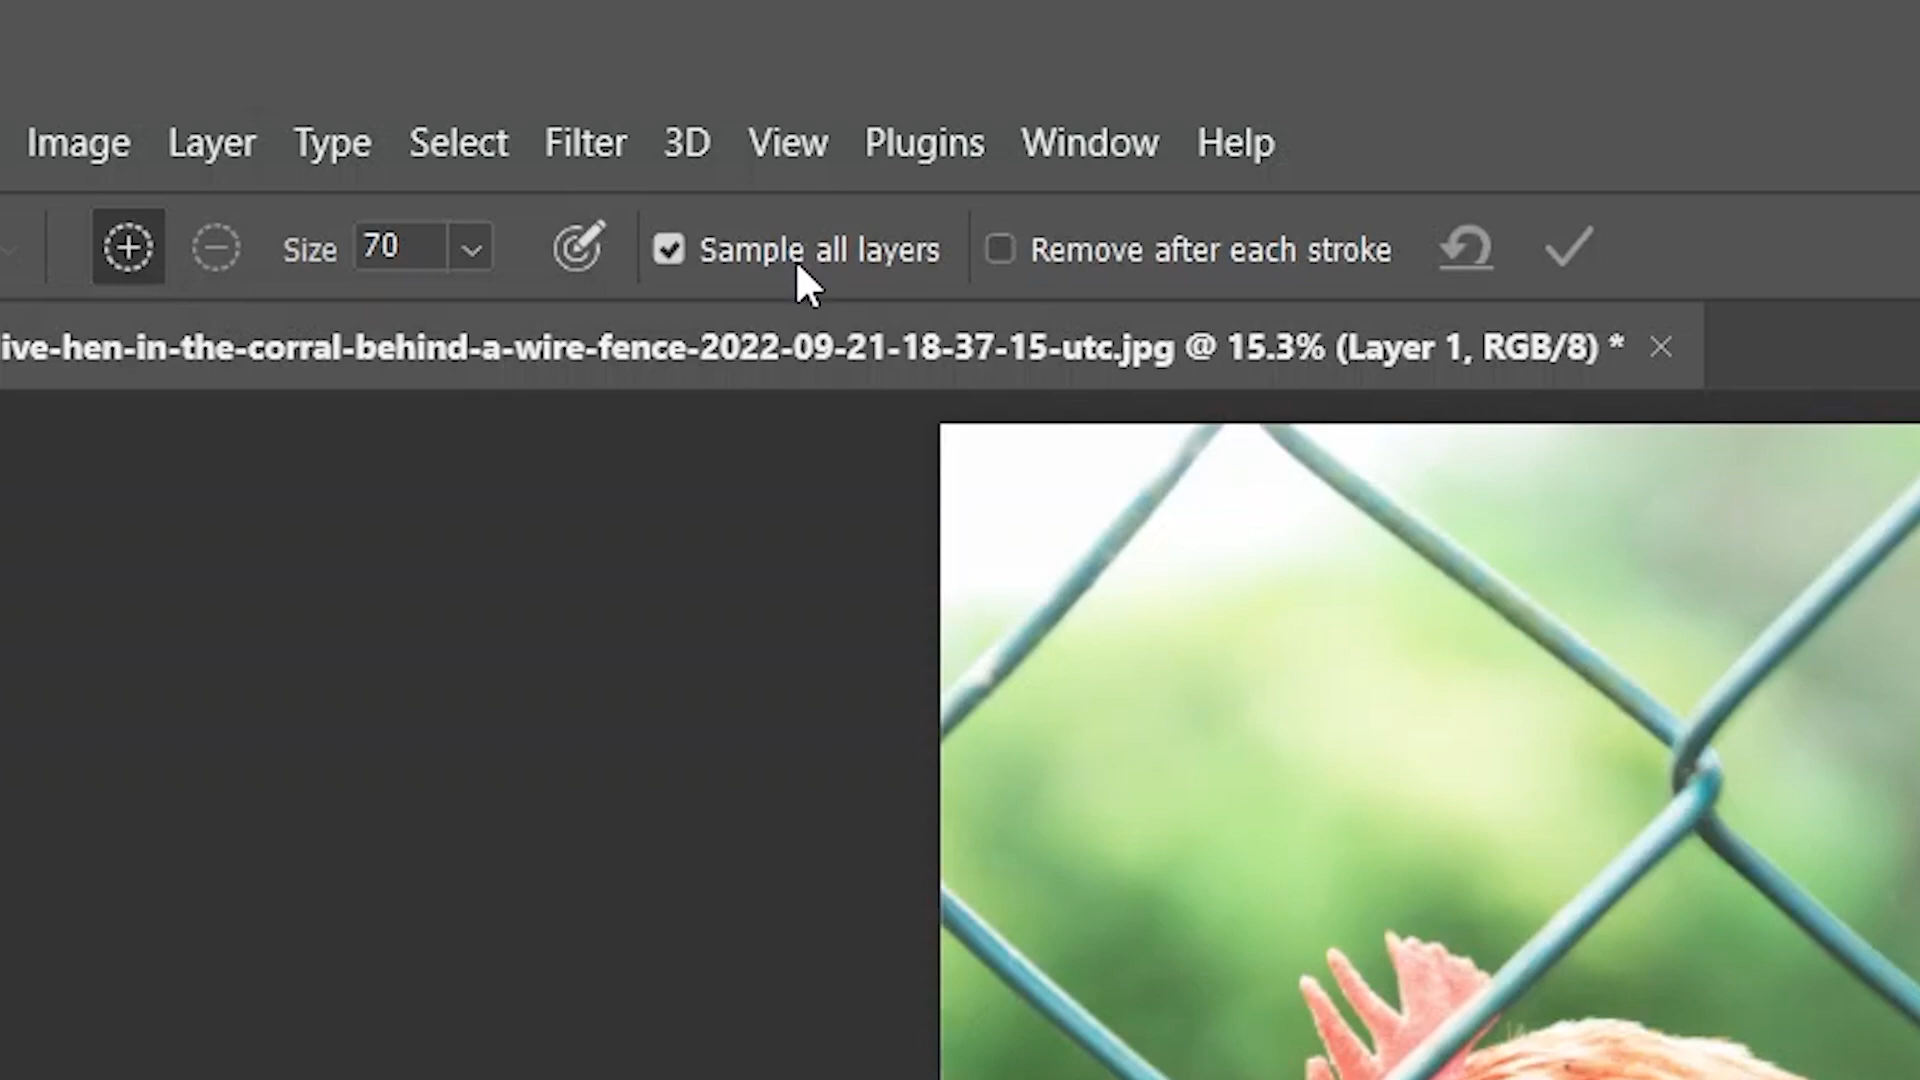 Image Layer Type Select Filter 3D View Plugins Window Help
Size 70 Sample all layers Remove after each stroke
ive-hen-in-the-corral-behind-a-wire-fence-2022-09-21-18-37-15-utc.jpg @ 15.3% (Layer 1, RGB/8) *